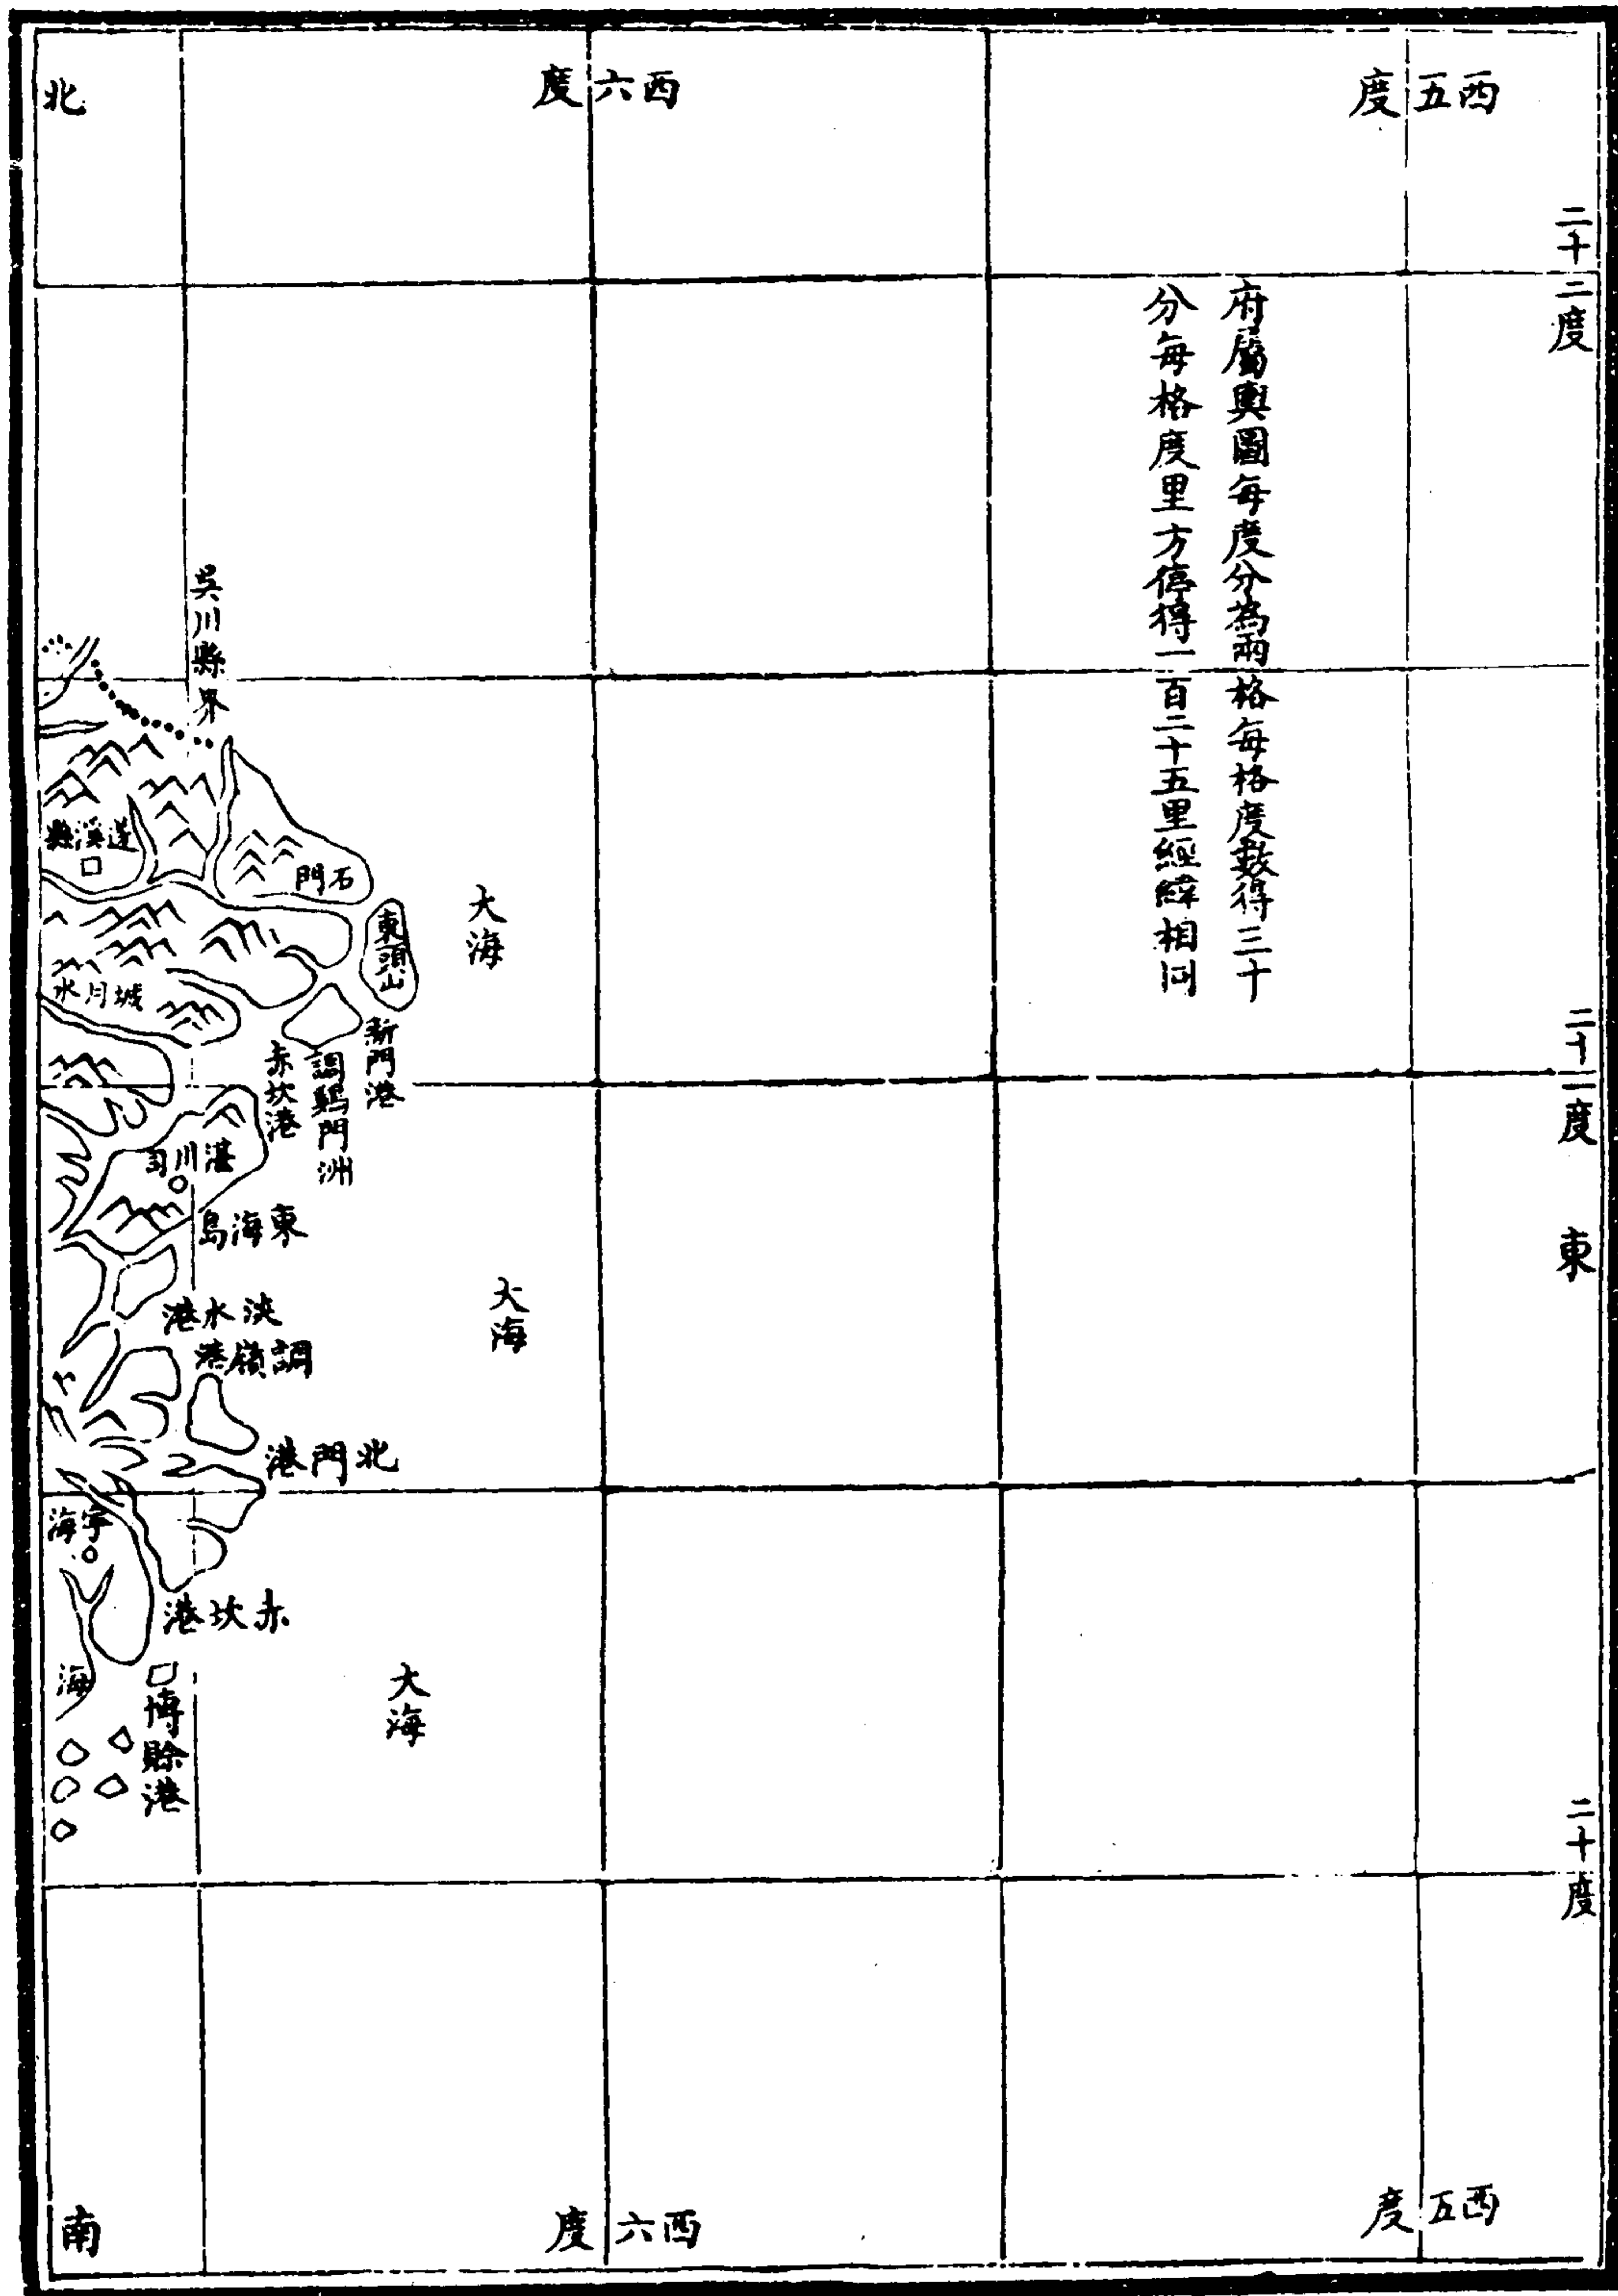 西五度
西六度
北
二十二度
二十一度
東
二十度
府屬輿圖每度分為兩格每格度數得三十
分每格度里方停得一百二十五里經緯相同
吳川縣界
遂溪縣
石門
東頭山
大海
城月水
新門港
調鷄門洲
赤坎港
湛川司
東海島
大海
淡水港
調嶺港
北門港
寧海
赤坎港
大海
海
博賒港
西五度
西六度
南